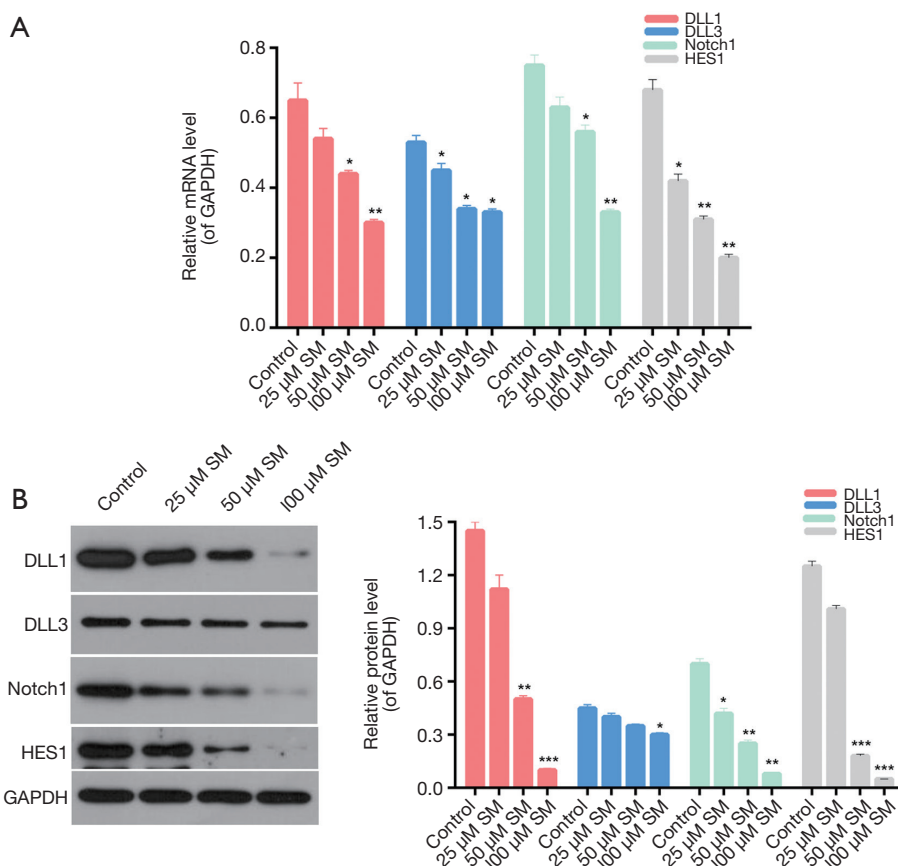 A
DLL1
DLL3
Notch1
HES1
Relative mRNA level
(of GAPDH)
0.8
0.6
0.4
0.2
0.0
* ** * * * * ** * ** **
Control 25 μM SM 50 μM SM 100 μM SM Control 25 μM SM 50 μM SM 100 μM SM Control 25 μM SM 50 μM SM 100 μM SM Control 25 μM SM 50 μM SM 100 μM SM
B
Control 25 μM SM 50 μM SM 100 μM SM
DLL1
DLL3
Notch1
HES1
GAPDH
DLL1
DLL3
Notch1
HES1
Relative protein level
(of GAPDH)
1.5
1.2
0.9
0.6
0.3
0.0
** *** * * ** ** *** ***
Control 25 μM SM 50 μM SM 100 μM SM Control 25 μM SM 50 μM SM 100 μM SM Control 25 μM SM 50 μM SM 100 μM SM Control 25 μM SM 50 μM SM 100 μM SM